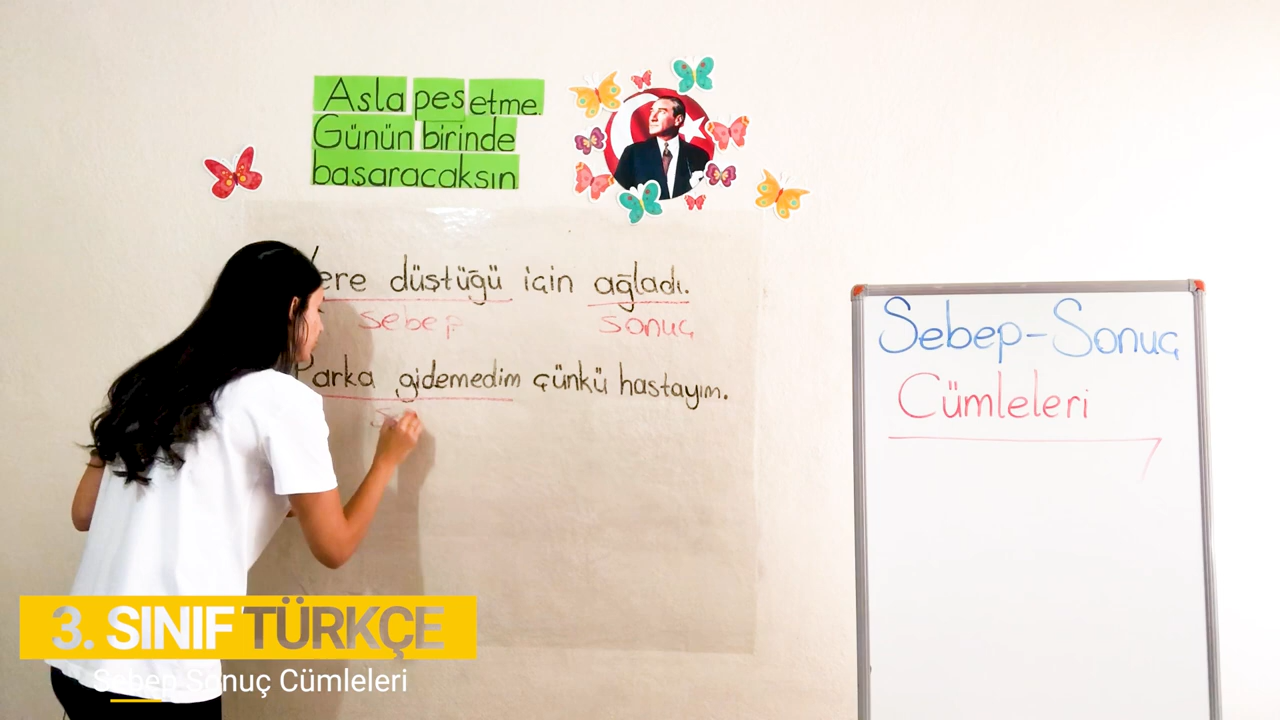 Asla pes etme.
Günün birinde
başaracaksın
Yere düştüğü için ağladı.
sebep sonuç
Parka gidemedim çünkü hastayım.
s
Sebep-Sonuç
Cümleleri
3. SINIF TÜRKÇE
Sebep Sonuç Cümleleri